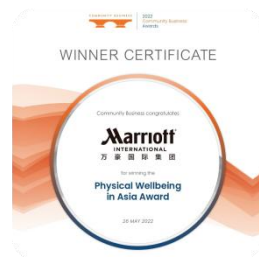 COMMUNITY BUSINESS
Community Business
Awards
WINNER CERTIFICATE
Community Business congratulates
Marriott
INTERNATIONAL
万豪国际集团
for winning the
Physical Wellbeing
in Asia Award
26 MAY 2022